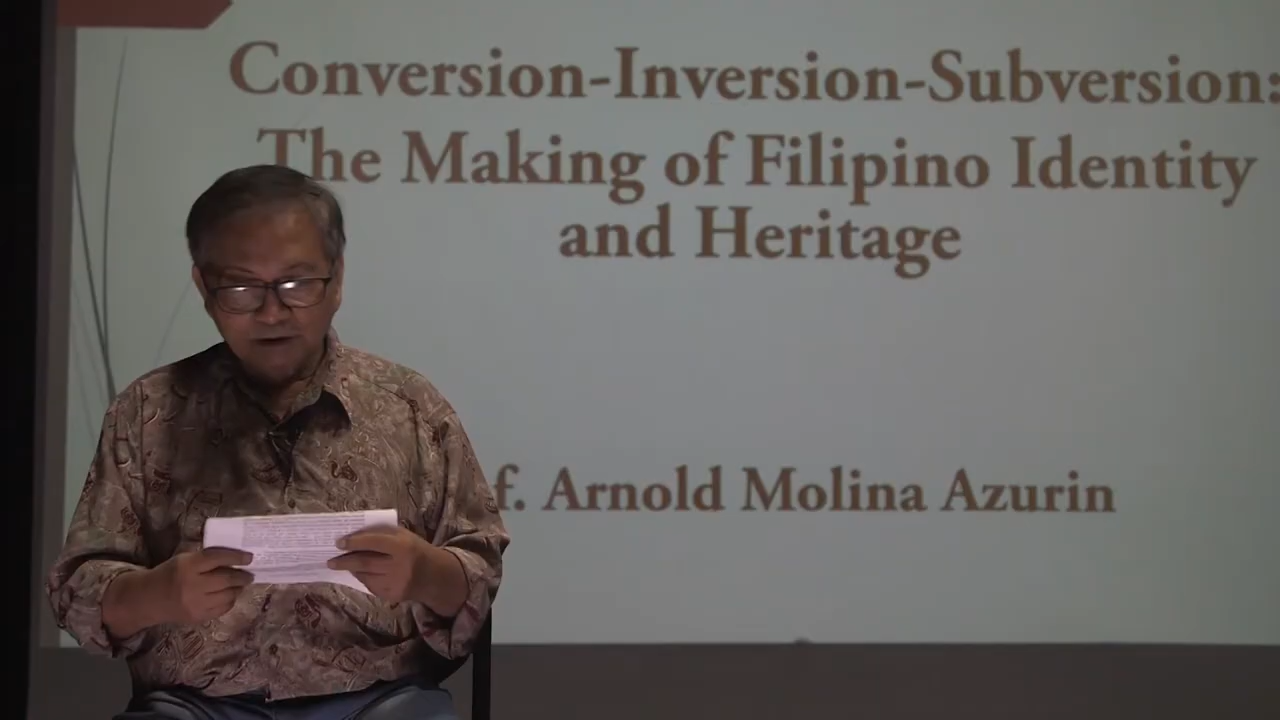 Conversion-Inversion-Subversion:
The Making of Filipino Identity
and Heritage
f. Arnold Molina Azurin